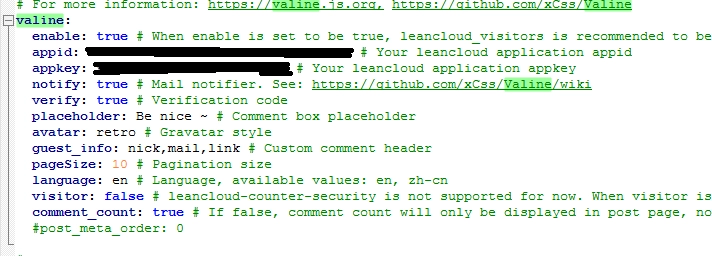 # For more information: https://valine.js.org, https://github.com/xCss/Valine
valine:
enable: true # When enable is set to be true, leancloud_visitors is recommended to be
appid: # Your leancloud application appid
appkey: # Your leancloud application appkey
notify: true # Mail notifier. See: https://github.com/xCss/Valine/wiki
verify: true # Verification code
placeholder: Be nice ~ # Comment box placeholder
avatar: retro # Gravatar style
guest_info: nick,mail,link # Custom comment header
pageSize: 10 # Pagination size
language: en # Language, available values: en, zh-cn
visitor: false # leancloud-counter-security is not supported for now. When visitor is
comment_count: true # If false, comment count will only be displayed in post page, no
#post_meta_order: 0